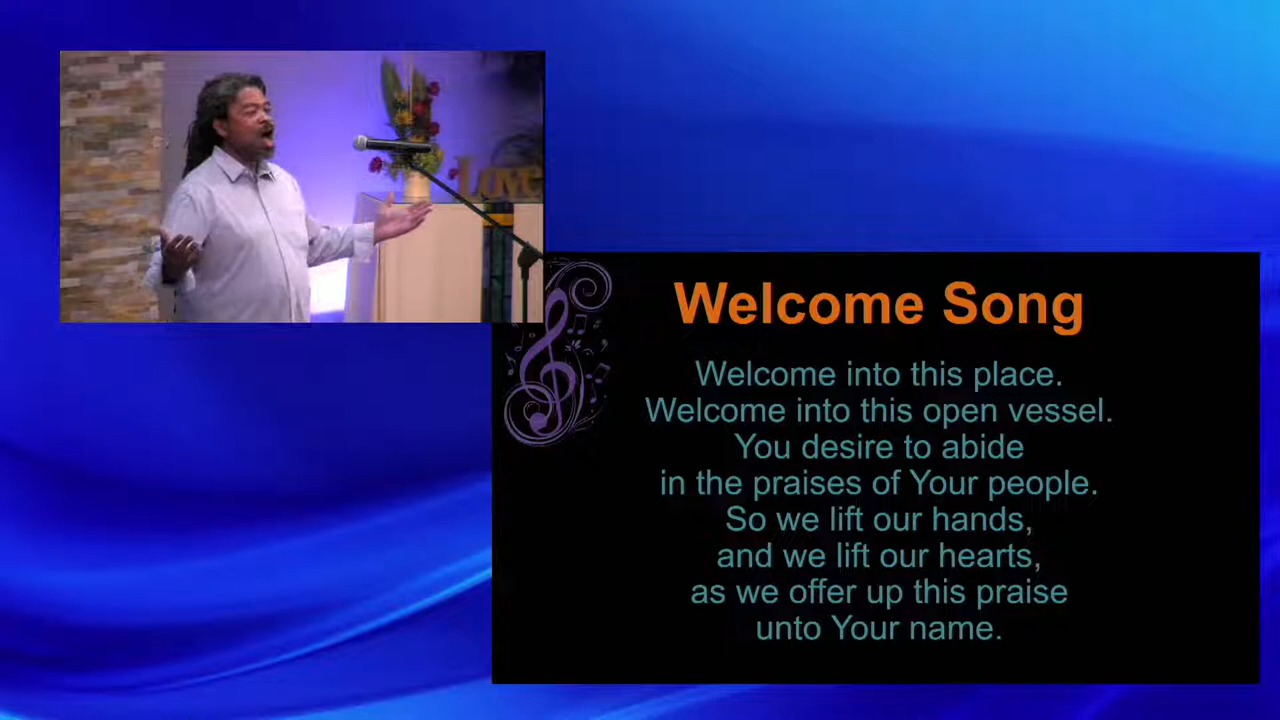 Love
Welcome Song
Welcome into this place.
Welcome into this open vessel.
You desire to abide
in the praises of Your people.
So we lift our hands,
and we lift our hearts,
as we offer up this praise
unto Your name.